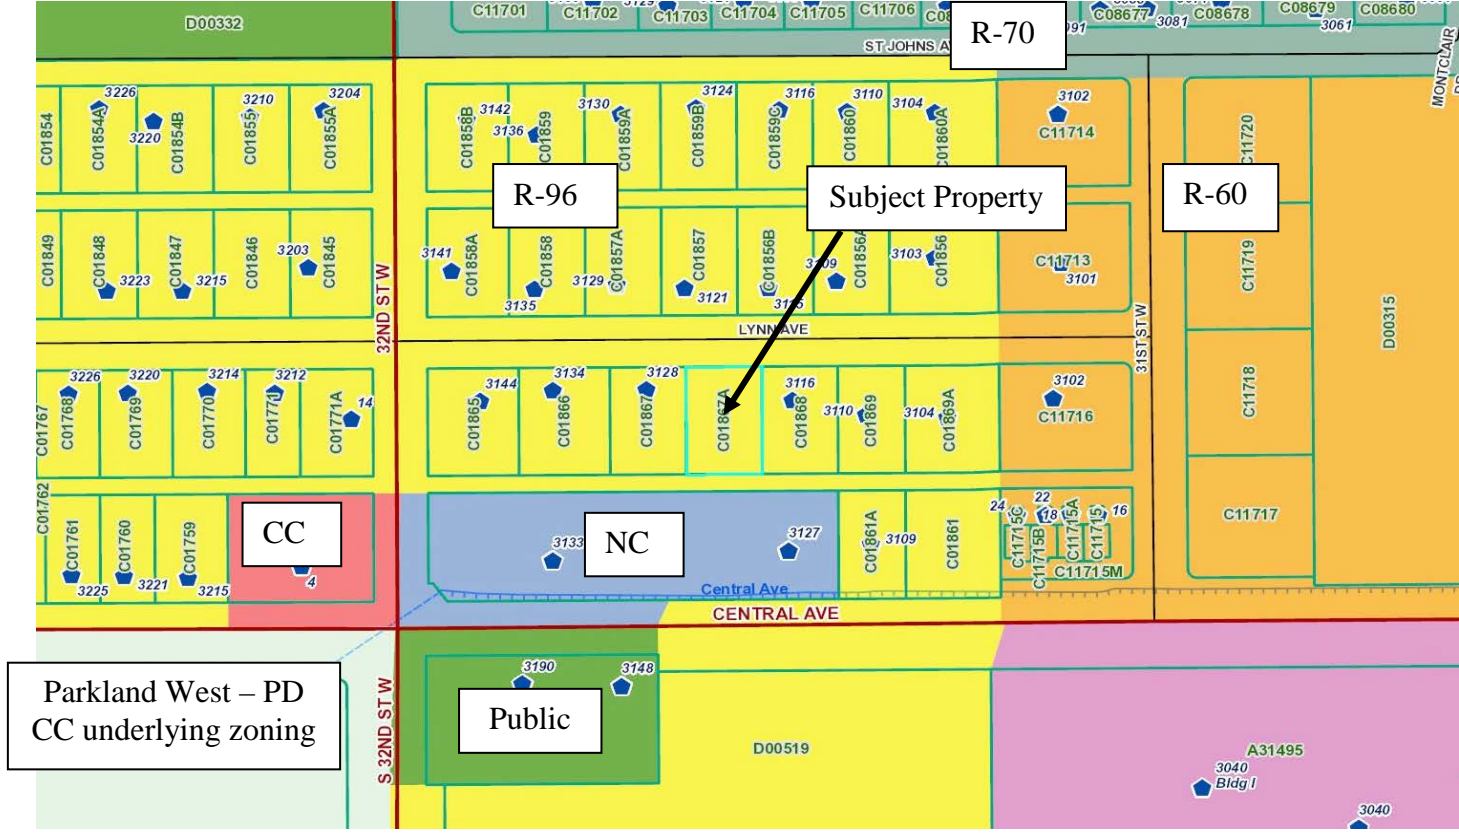 D00332
C11701
C11702
C11703
C11704
C11705
C11706
C08677
3081
C08678
C08679
3061
C08680
ST JOHNS
R-70
MONTCLAIR
3226
3210
3204
3220
C01854
C01854A
C01854B
C01855
C01855A
3142
3136
3130
3124
3116
3110
3104
3102
C01858B
C01859
C01859A
C01859B
C01859C
C01860
C01860A
C11714
C11720
R-96
Subject Property
R-60
C01849
C01848
C01847
C01846
C01845
3203
3223
3215
3141
3135
3129
3121
3115
3109
3103
3101
C01858A
C01858
C01857A
C01857
C01856B
C01856A
C01856
C11713
C11719
D00315
32ND ST W
LYNN AVE
31ST ST W
3226
3220
3214
3212
14
C01767
C01768
C01769
C01770
C01771
C01771A
3144
3134
3128
3116
3110
3104
3102
C01865
C01866
C01867
C01867A
C01868
C01869
C01869A
C11716
C11718
C01762
C01761
C01760
C01759
CC
4
3225
3221
3215
3133
NC
3127
C01861A
3109
C01861
24
22
18
16
C11715C
C11715B
C11715A
C11715
C11715M
C11717
Central Ave
CENTRAL AVE
Parkland West – PD
CC underlying zoning
S 32ND ST W
3190
3148
Public
D00519
A31495
3040
Bldg I
3040